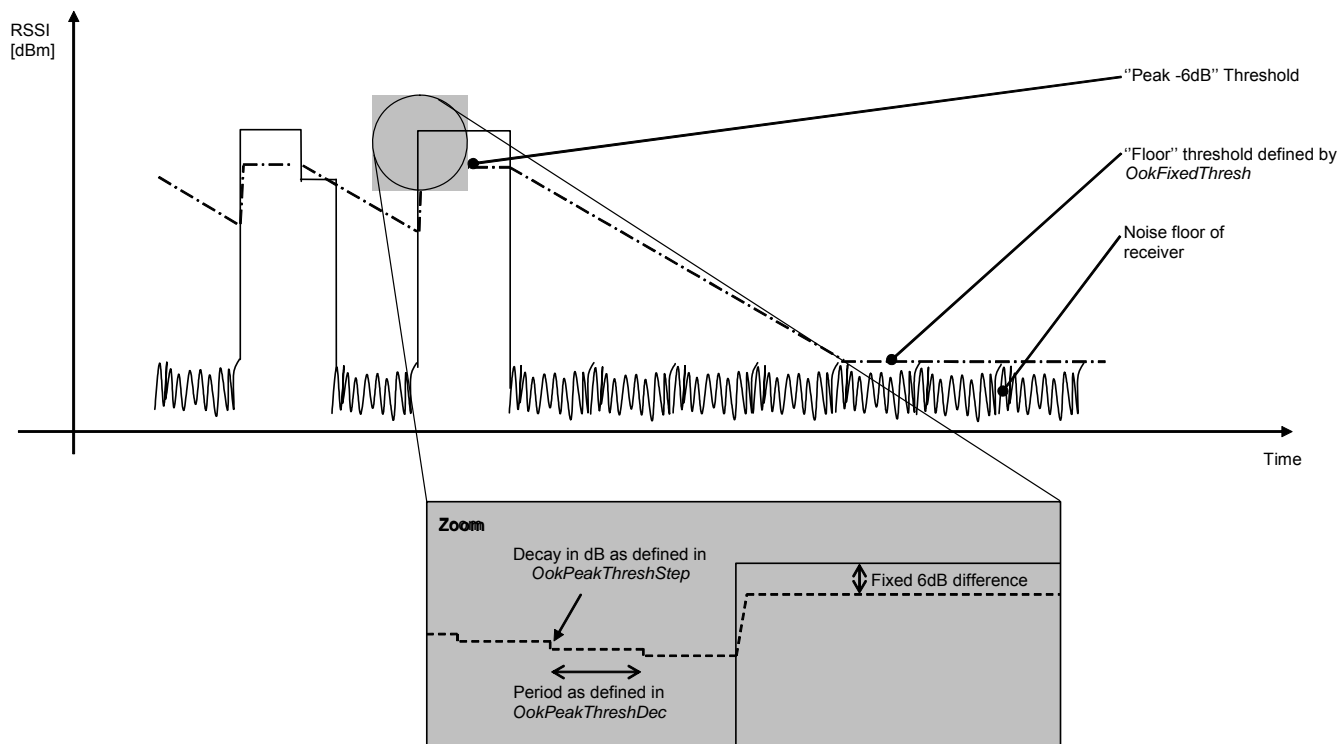 RSSI
[dBm]
‘’Peak -6dB’’ Threshold
‘’Floor’’ threshold defined by
OokFixedThresh
Noise floor of
receiver
Time
Zoom
Decay in dB as defined in
OokPeakThreshStep
Fixed 6dB difference
Period as defined in
OokPeakThreshDec